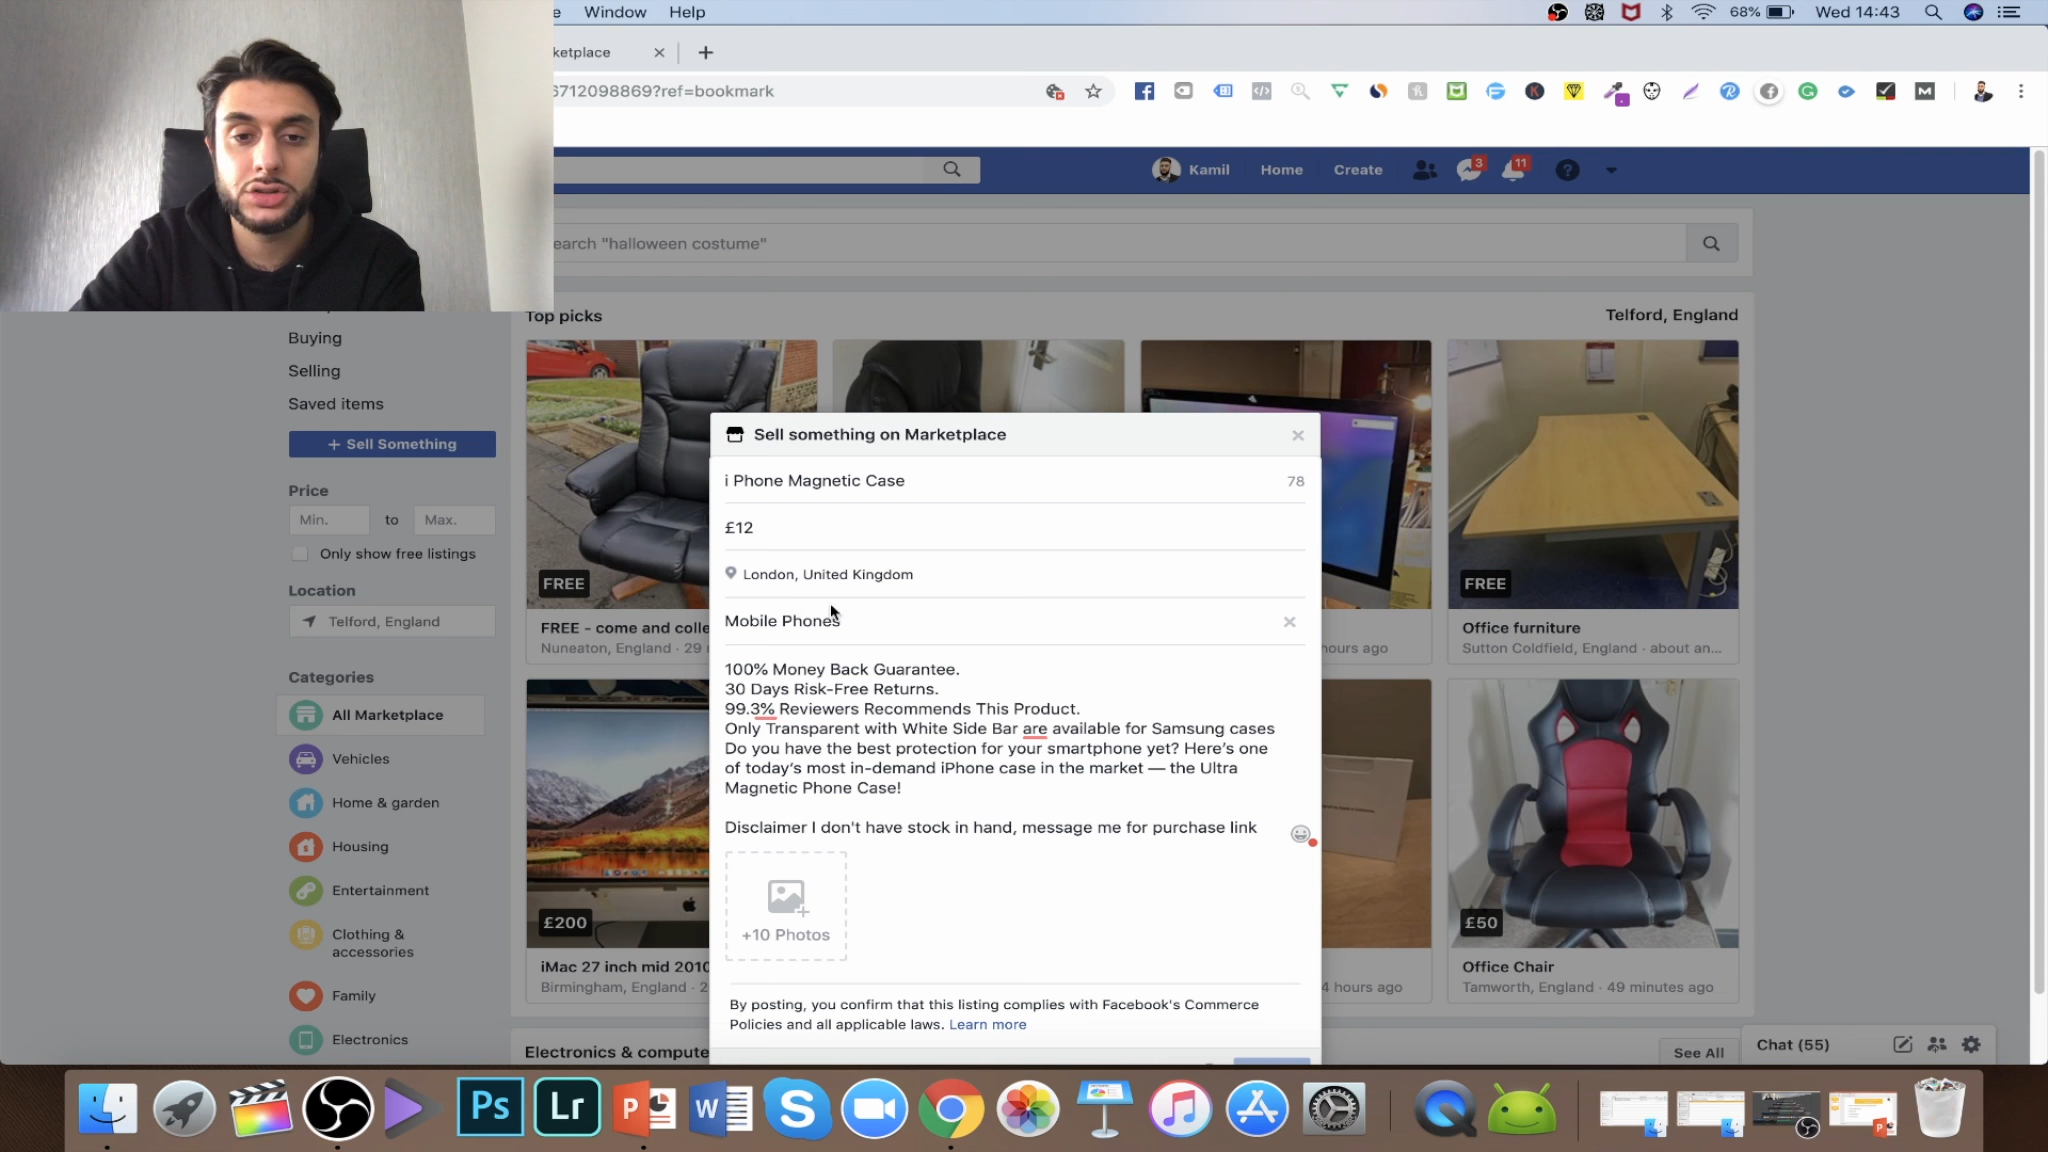 Window Help
68% Wed 14:43
ketplace
6712098869?ref=bookmark
Kamil Home Create 3 11
earch "halloween costume"
Top picks
Telford, England
Buying
Selling
Saved items
+ Sell Something
Price
Min. to Max.
Only show free listings
Location
Telford, England
Categories
All Marketplace
Vehicles
Home & garden
Housing
Entertainment
Clothing &
accessories
Family
Electronics
FREE
FREE - come and colle
Nuneaton, England · 29
hours ago
FREE
Office furniture
Sutton Coldfield, England · about an...
£200
iMac 27 inch mid 2010
Birmingham, England · 2
4 hours ago
£50
Office Chair
Tamworth, England · 49 minutes ago
Sell something on Marketplace
i Phone Magnetic Case 78
£12
London, United Kingdom
Mobile Phones
100% Money Back Guarantee.
30 Days Risk-Free Returns.
99.3% Reviewers Recommends This Product.
Only Transparent with White Side Bar are available for Samsung cases
Do you have the best protection for your smartphone yet? Here's one
of today's most in-demand iPhone case in the market — the Ultra
Magnetic Phone Case!
Disclaimer I don't have stock in hand, message me for purchase link
+10 Photos
By posting, you confirm that this listing complies with Facebook's Commerce
Policies and all applicable laws. Learn more
Electronics & compute
See All
Chat (55)
Ps Lr P W S